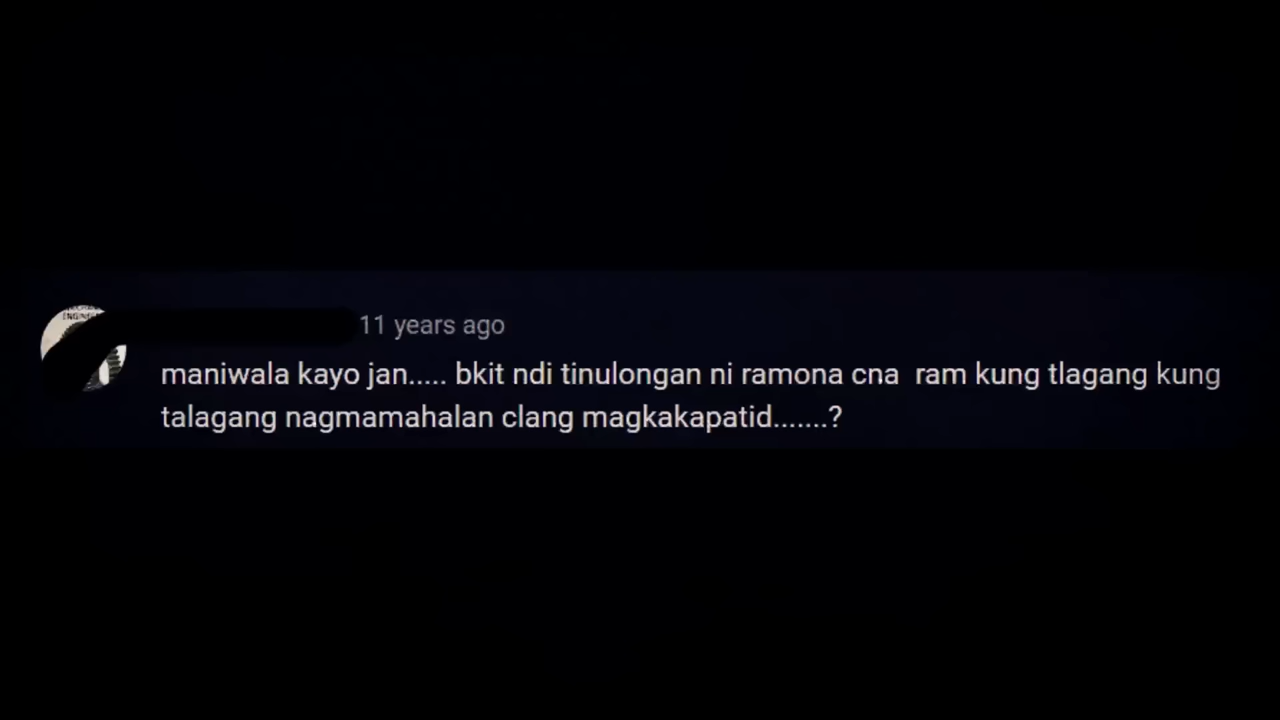 11 years ago
maniwala kayo jan..... bkit ndi tinulongan ni ramona cna  ram kung tlagang kung
talagang nagmamahalan clang magkakapatid.......?